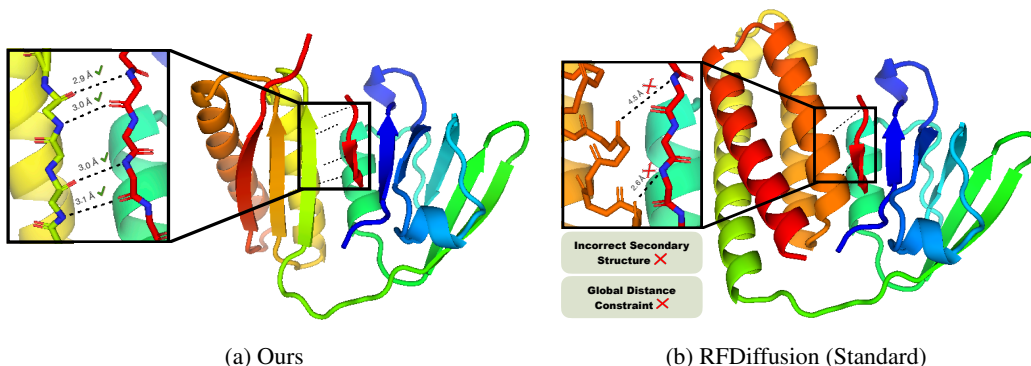 2.9 Å ✓
3.0 Å ✓
3.0 Å ✓
3.1 Å ✓
4.5 Å ✗
2.6 Å ✗
Incorrect Secondary
Structure ✗
Global Distance
Constraint ✗
(a) Ours
(b) RFDiffusion (Standard)